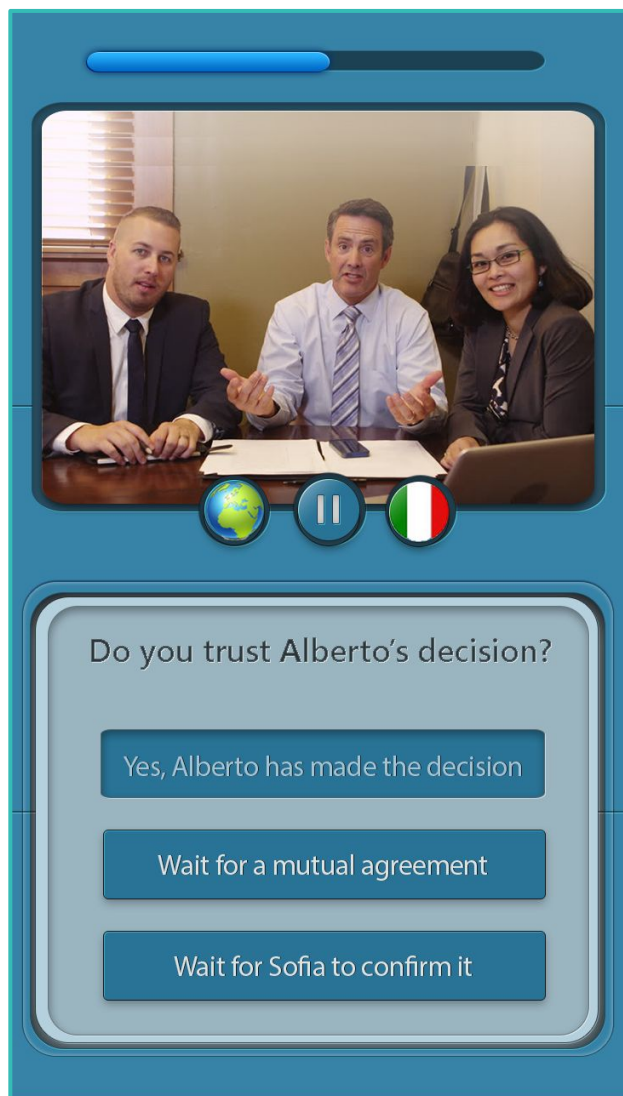 Do you trust Alberto's decision?
Yes, Alberto has made the decision
Wait for a mutual agreement
Wait for Sofia to confirm it